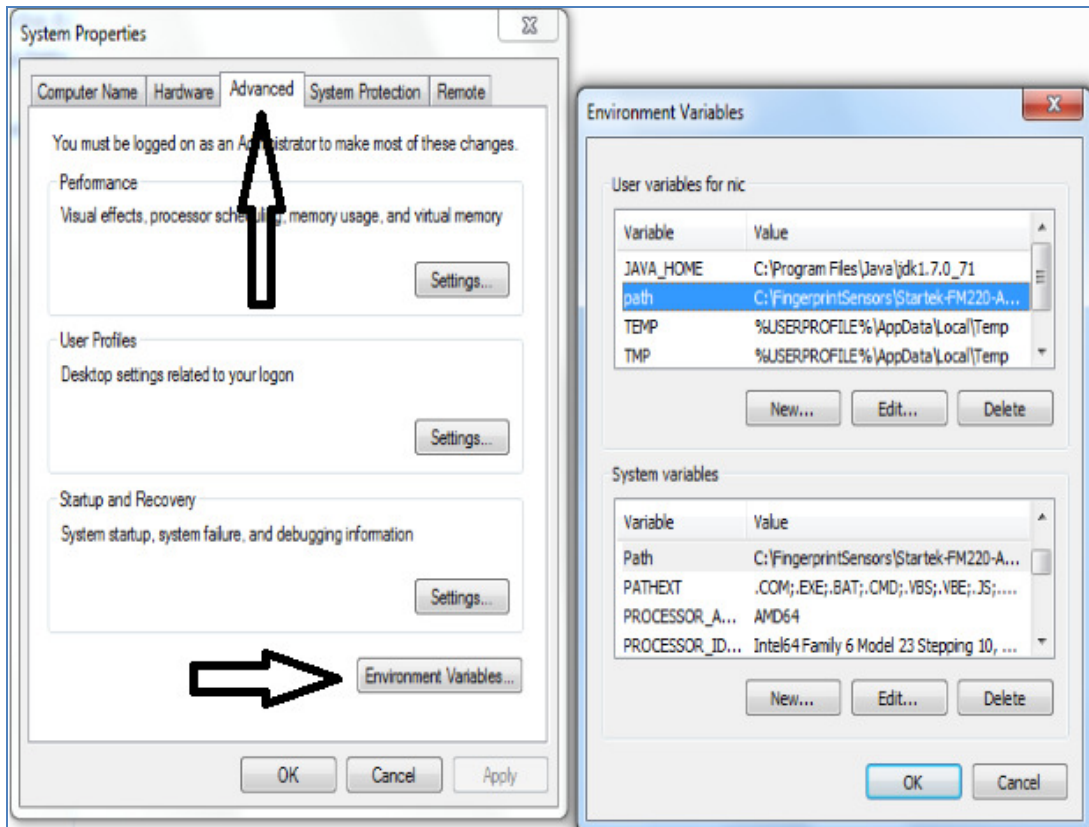 System Properties
Computer Name Hardware Advanced System Protection Remote
You must be logged on as an Administrator to make most of these changes.
Performance
Visual effects, processor scheduling, memory usage, and virtual memory
Settings...
User Profiles
Desktop settings related to your logon
Settings...
Startup and Recovery
System startup, system failure, and debugging information
Settings...
Environment Variables...
OK Cancel Apply
Environment Variables
User variables for nic
Variable Value
JAVA_HOME C:\Program Files\Java\jdk1.7.0_71
path C:\FingerprintSensors\Startek-FM220-A...
TEMP %USERPROFILE%\AppData\Local\Temp
TMP %USERPROFILE%\AppData\Local\Temp
New... Edit... Delete
System variables
Variable Value
Path C:\FingerprintSensors\Startek-FM220-A...
PATHEXT .COM;.EXE;.BAT;.CMD;.VBS;.VBE;.JS;....
PROCESSOR_A... AMD64
PROCESSOR_ID... Intel64 Family 6 Model 23 Stepping 10, ...
New... Edit... Delete
OK Cancel